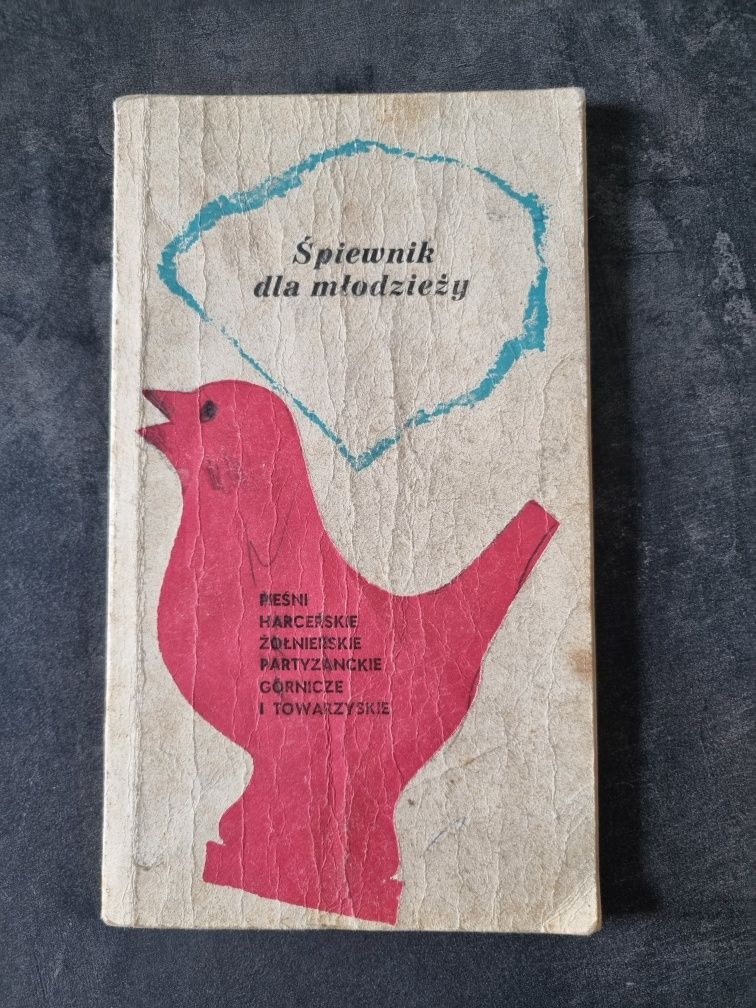 Śpiewnik
dla młodzieży
PIEŚNI
HARCERSKIE
ŻOŁNIERSKIE
PARTYZANCKIE
GÓRNICZE
I TOWARZYSKIE